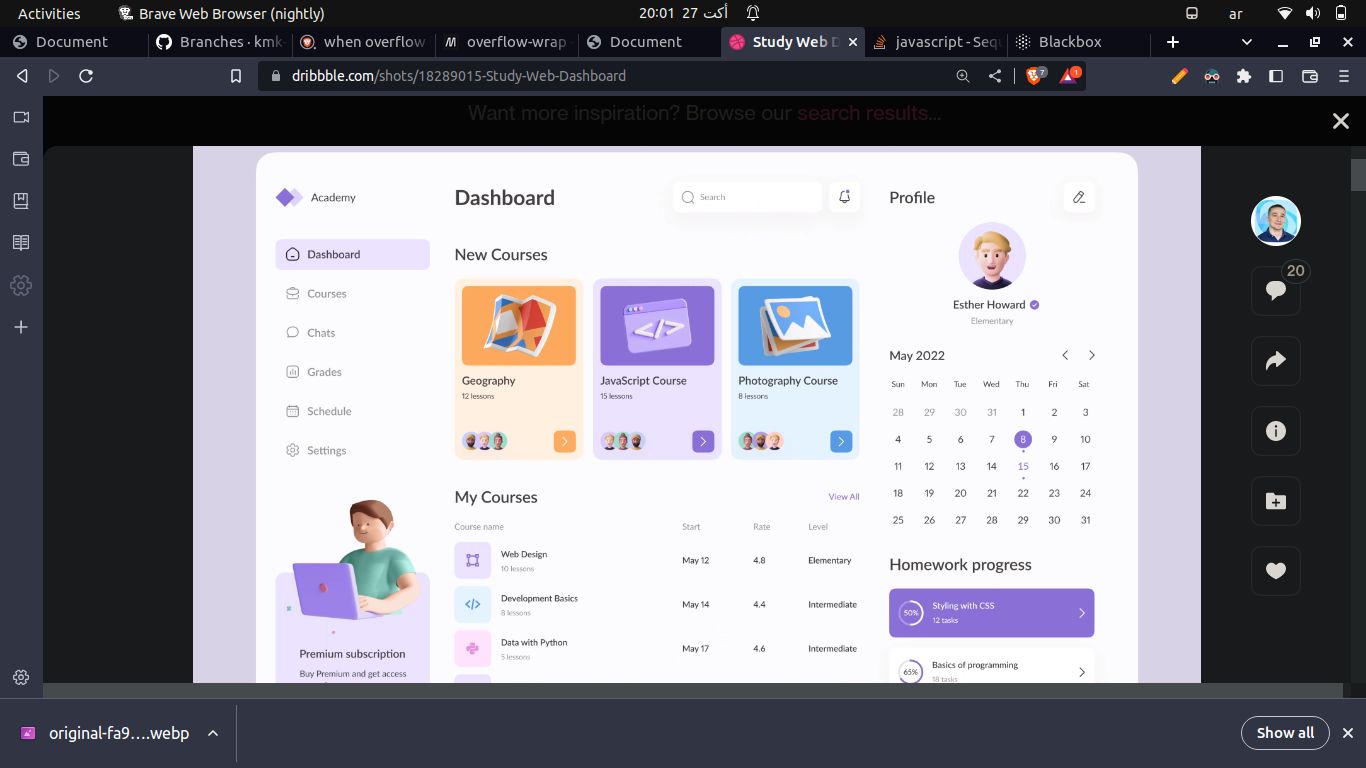 Activities
Brave Web Browser (nightly)
20:01 27 أكت
ar
Document
Branches · kmk
when overflow
overflow-wrap
Document
Study Web D
javascript - Sequ
Blackbox
dribbble.com/shots/18289015-Study-Web-Dashboard
7
1
Want more inspiration? Browse our search results...
Academy
Dashboard
Courses
Chats
Grades
Schedule
Settings
Premium subscription
Buy Premium and get access
Dashboard
Search
New Courses
Geography
12 lessons
JavaScript Course
15 lessons
Photography Course
8 lessons
My Courses
View All
Course name Start Rate Level
Web Design
10 lessons
May 12 4.8 Elementary
Development Basics
8 lessons
May 14 4.4 Intermediate
Data with Python
5 lessons
May 17 4.6 Intermediate
Profile
Esther Howard
Elementary
May 2022
Sun Mon Tue Wed Thu Fri Sat
28 29 30 31 1 2 3
4 5 6 7 8 9 10
11 12 13 14 15 16 17
18 19 20 21 22 23 24
25 26 27 28 29 30 31
Homework progress
50%
Styling with CSS
12 tasks
65%
Basics of programming
18 tasks
20
original-fa9....webp
Show all